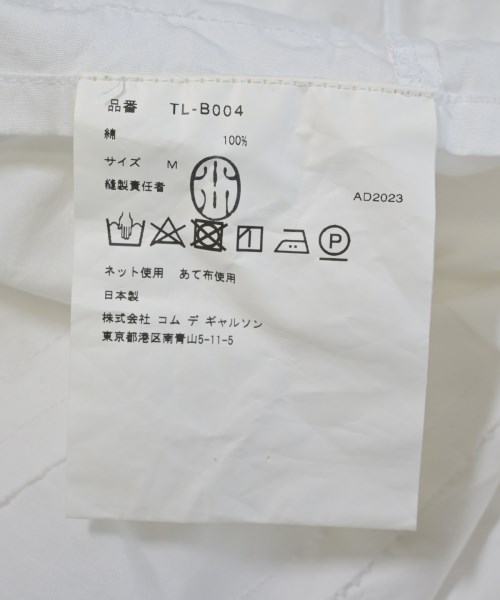 品番 TL-B004
綿 100%
サイズ M
縫製責任者
AD2023
P
ネット使用 あて布使用
日本製
株式会社 コム デ ギャルソン
東京都港区南青山5-11-5